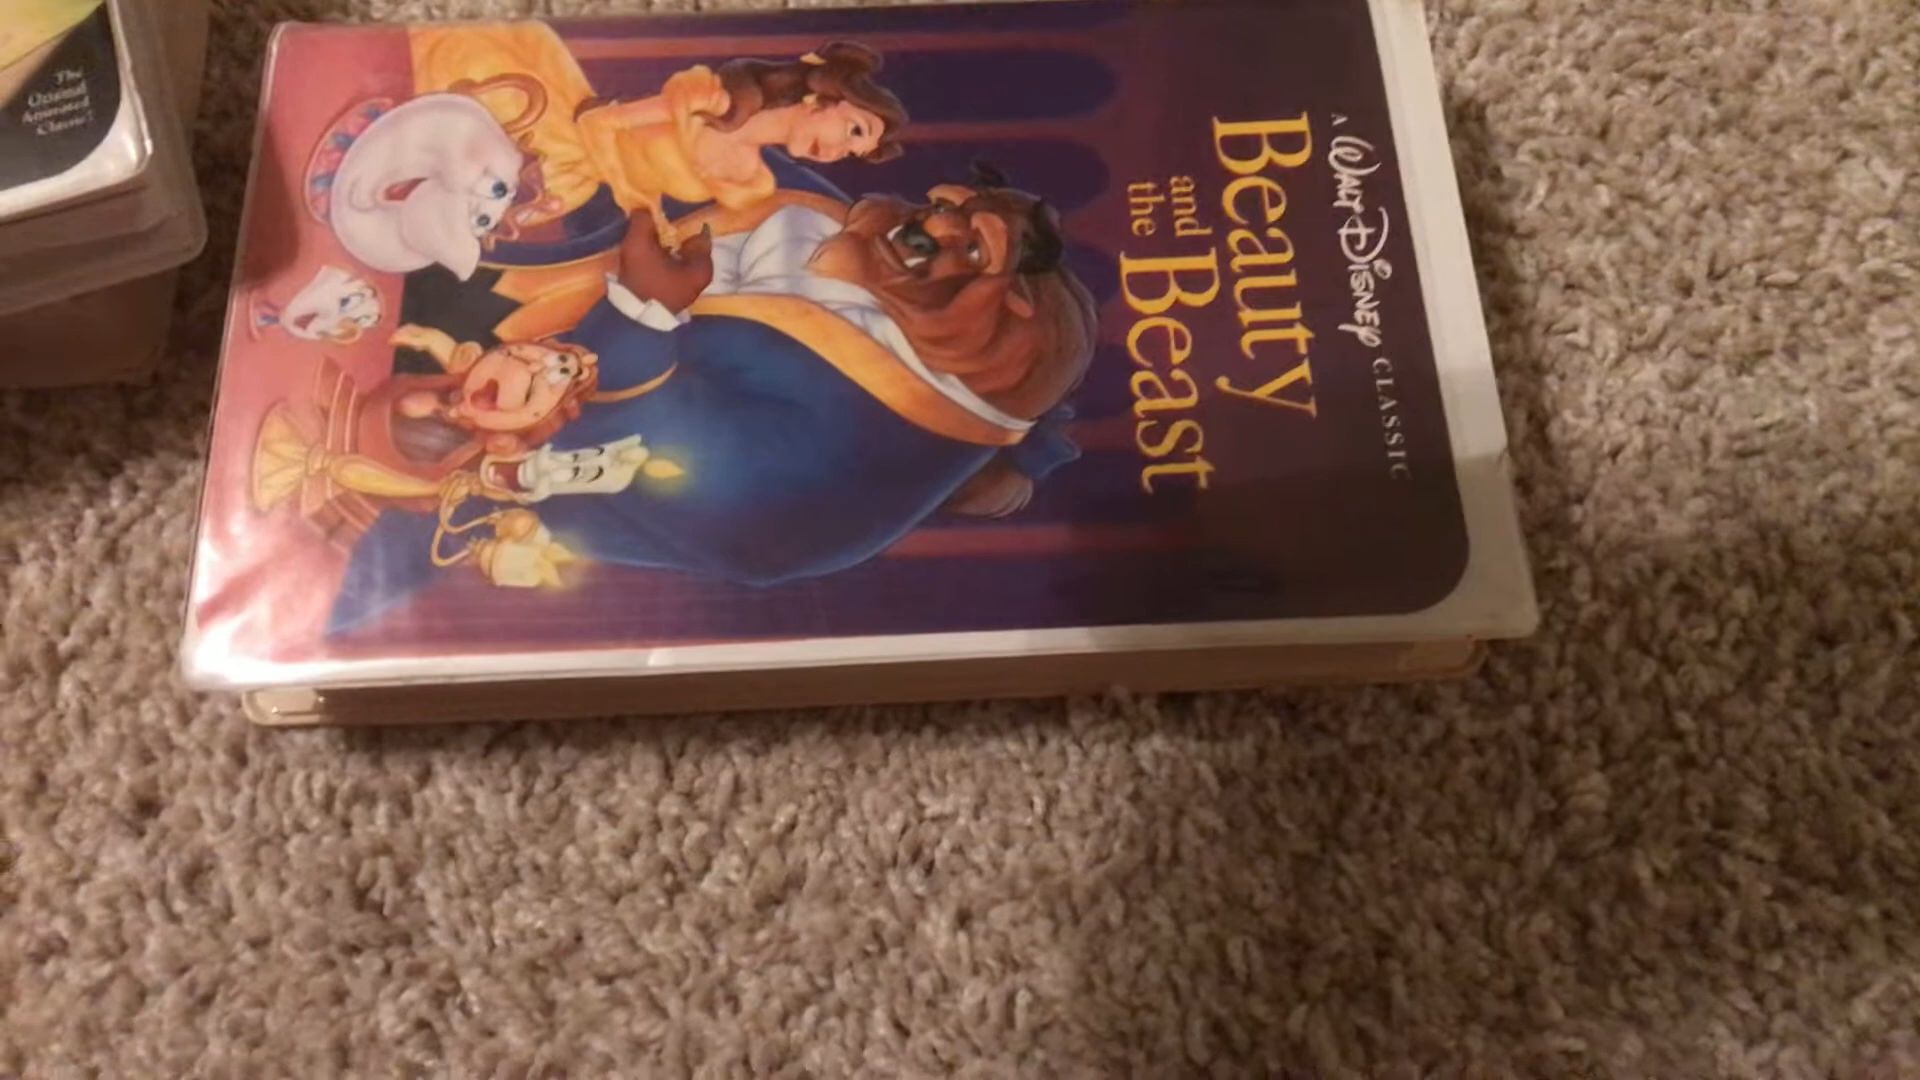 The
Original
Animated
Classic!
A WALT DISNEY CLASSIC
Beauty
and
the Beast